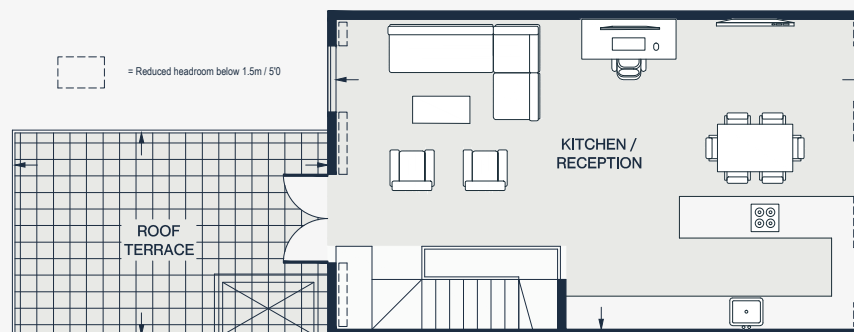 = Reduced headroom below 1.5m / 5'0
KITCHEN /
RECEPTION
ROOF
TERRACE